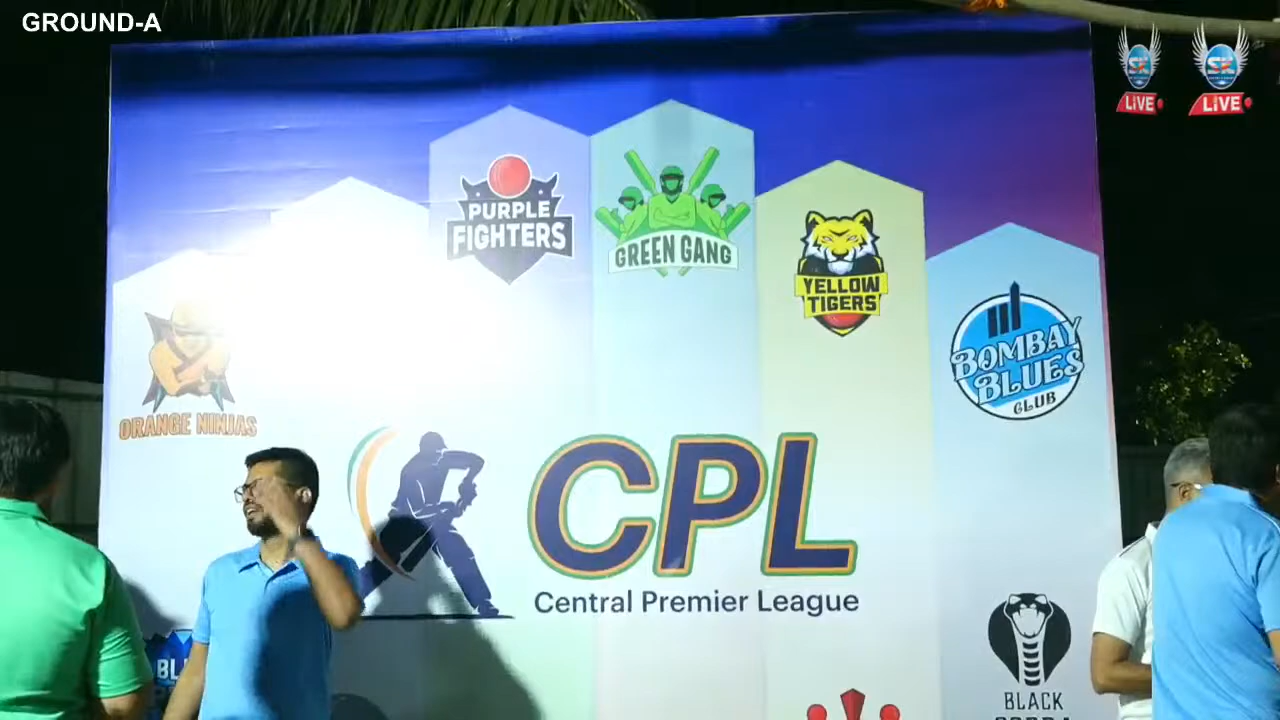 GROUND-A
LIVE
LIVE
PURPLE
FIGHTERS
GREEN GANG
YELLOW
TIGERS
BOMBAY
BLUES
CLUB
ORANGE NINJAS
CPL
Central Premier League
BLACK